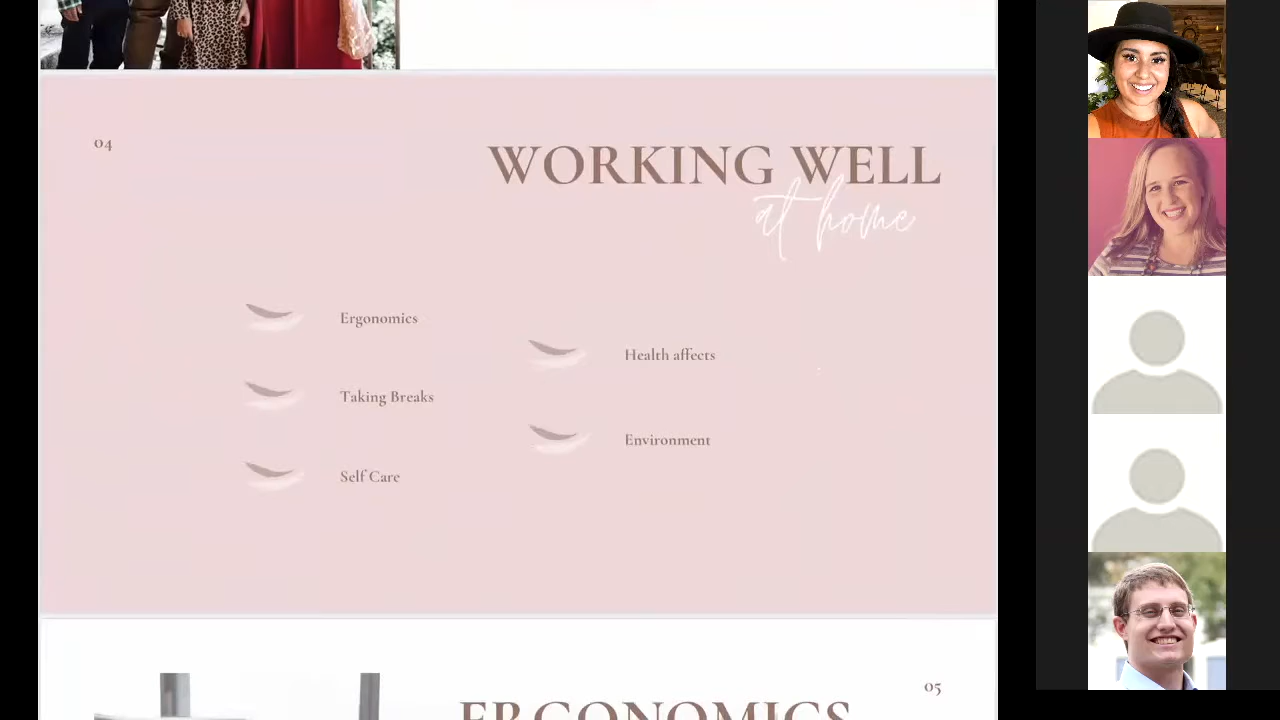 04
WORKING WELL
at home
Ergonomics
Health affects
Taking Breaks
Environment
Self Care
05
ERGONOMICS